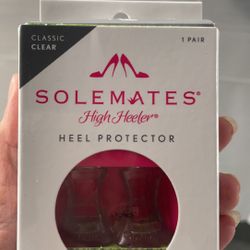 CLASSIC
CLEAR
1 PAIR
SOLEMATES®
High Heeler®
HEEL PROTECTOR